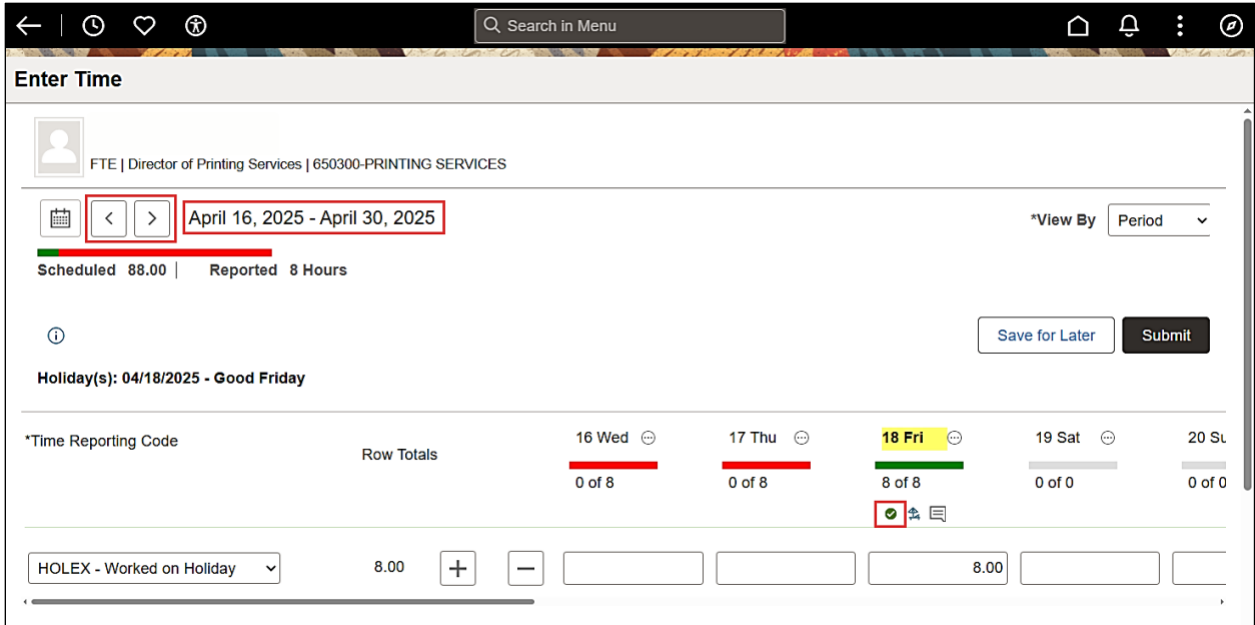 Search in Menu
Enter Time
FTE | Director of Printing Services | 650300-PRINTING SERVICES
April 16, 2025 - April 30, 2025
*View By Period
Scheduled 88.00 | Reported 8 Hours
Save for Later Submit
Holiday(s): 04/18/2025 - Good Friday
*Time Reporting Code Row Totals 16 Wed 17 Thu 18 Fri 19 Sat 20 Su
0 of 8 0 of 8 8 of 8 0 of 0 0 of 0
HOLEX - Worked on Holiday 8.00 8.00